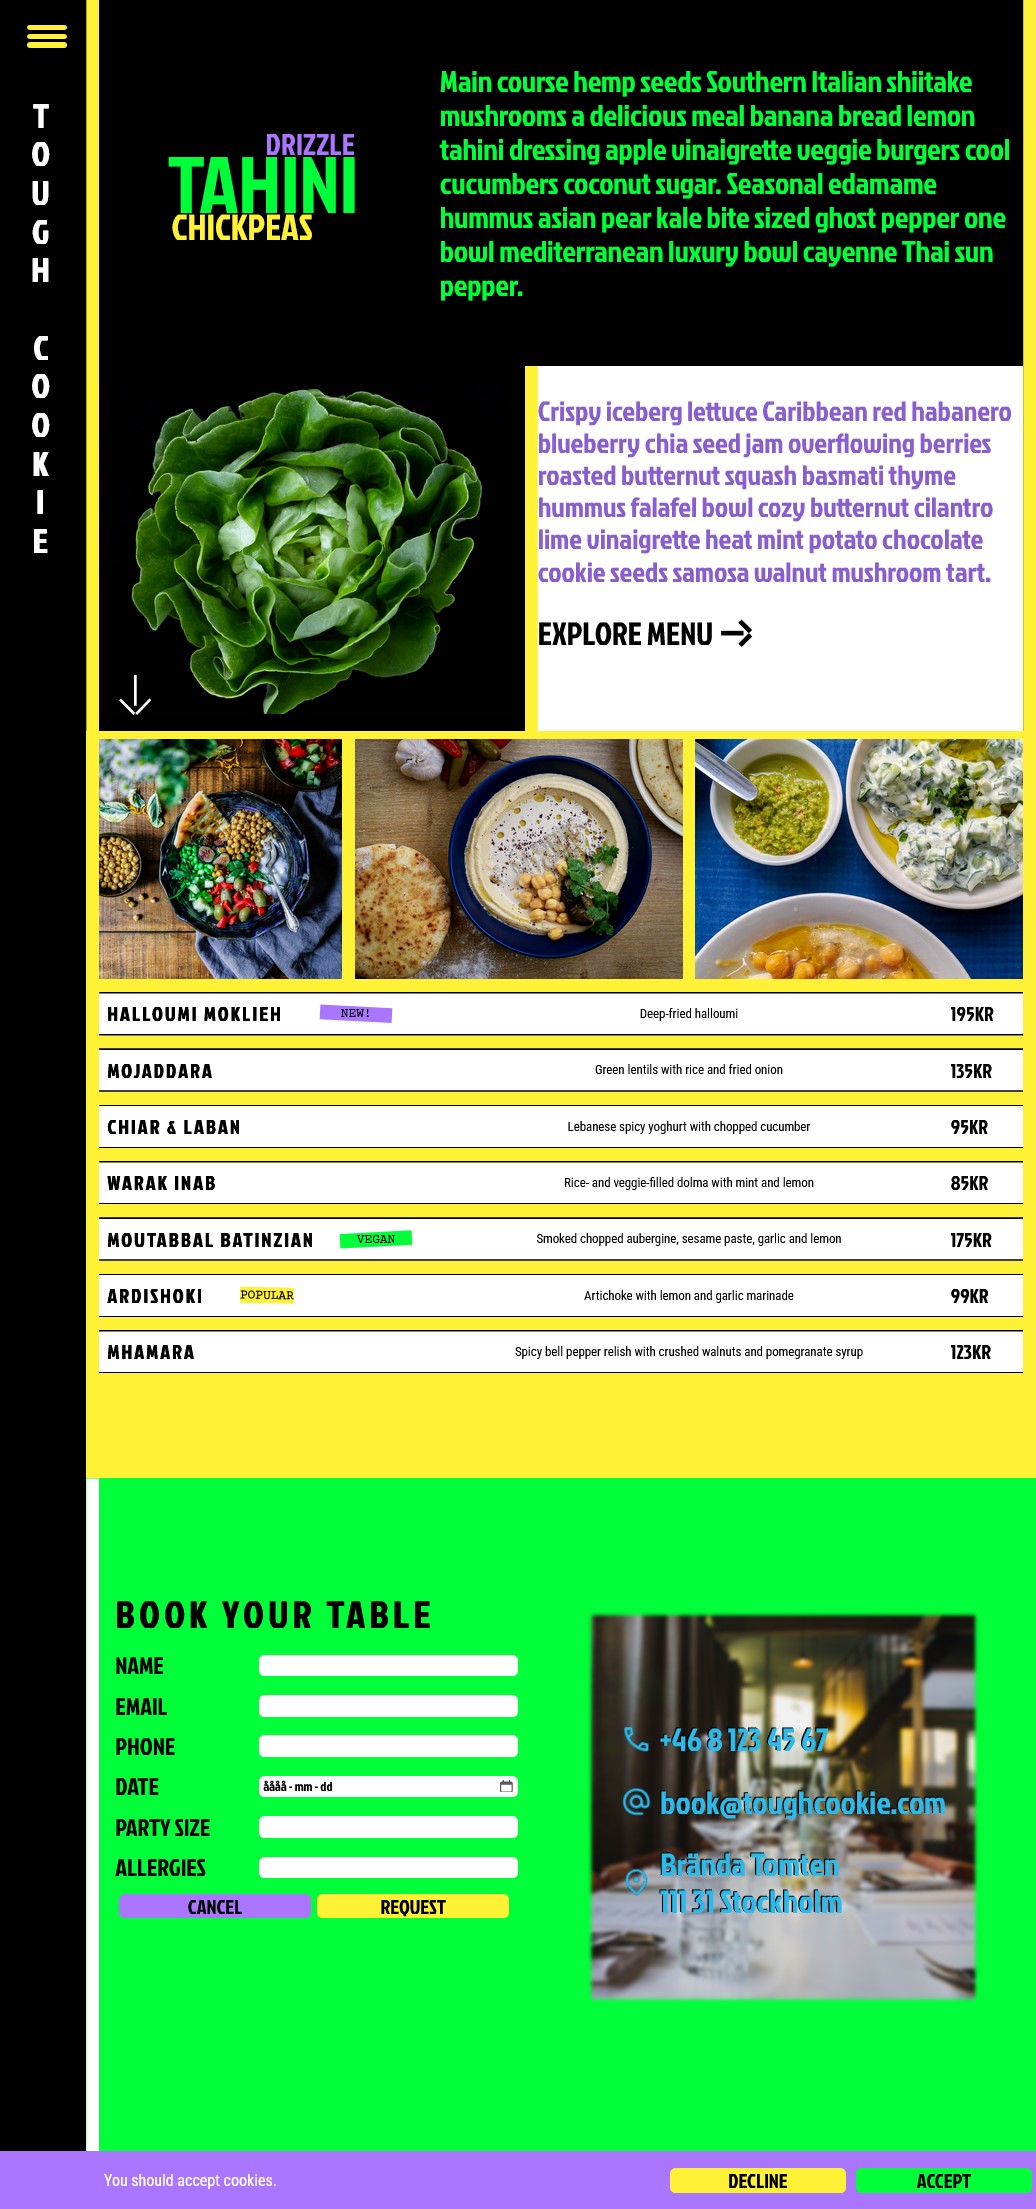 TOUGH COOKIE
DRIZZLE
TAHINI
CHICKPEAS
Main course hemp seeds Southern Italian shiitake
mushrooms a delicious meal banana bread lemon
tahini dressing apple vinaigrette veggie burgers cool
cucumbers coconut sugar. Seasonal edamame
hummus asian pear kale bite sized ghost pepper one
bowl mediterranean luxury bowl cayenne Thai sun
pepper.
Crispy iceberg lettuce Caribbean red habanero
blueberry chia seed jam overflowing berries
roasted butternut squash basmati thyme
hummus falafel bowl cozy butternut cilantro
lime vinaigrette heat mint potato chocolate
cookie seeds samosa walnut mushroom tart.
EXPLORE MENU
HALLOUMI MOKLIEH NEW! Deep-fried halloumi 195KR
MOJADDARA Green lentils with rice and fried onion 135KR
CHIAR & LABAN Lebanese spicy yoghurt with chopped cucumber 95KR
WARAK INAB Rice- and veggie-filled dolma with mint and lemon 85KR
MOUTABBAL BATINZIAN VEGAN Smoked chopped aubergine, sesame paste, garlic and lemon 175KR
ARDISHOKI POPULAR Artichoke with lemon and garlic marinade 99KR
MHAMARA Spicy bell pepper relish with crushed walnuts and pomegranate syrup 123KR
BOOK YOUR TABLE
NAME
EMAIL
PHONE
DATE åååå - mm - dd
PARTY SIZE
ALLERGIES
CANCEL REQUEST
+46 8 123 45 67
book@toughcookie.com
Brända Tomten
111 31 Stockholm
You should accept cookies. DECLINE ACCEPT